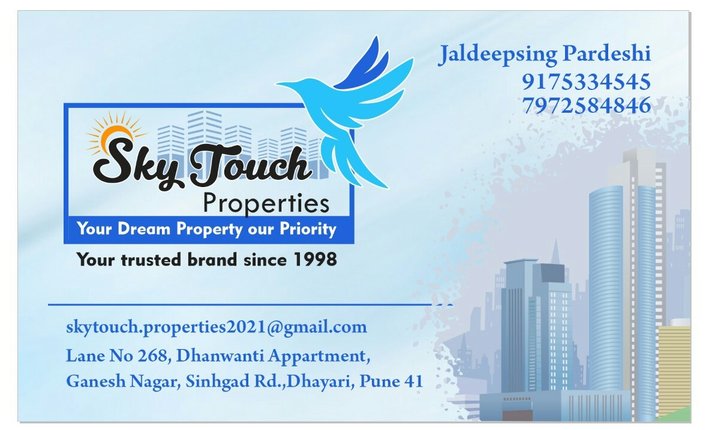 Jaldeepsing Pardeshi
9175334545
7972584846
Sky Touch
Properties
Your Dream Property our Priority
Your trusted brand since 1998
skytouch.properties2021@gmail.com
Lane No 268, Dhanwanti Appartment,
Ganesh Nagar, Sinhgad Rd.,Dhayari, Pune 41